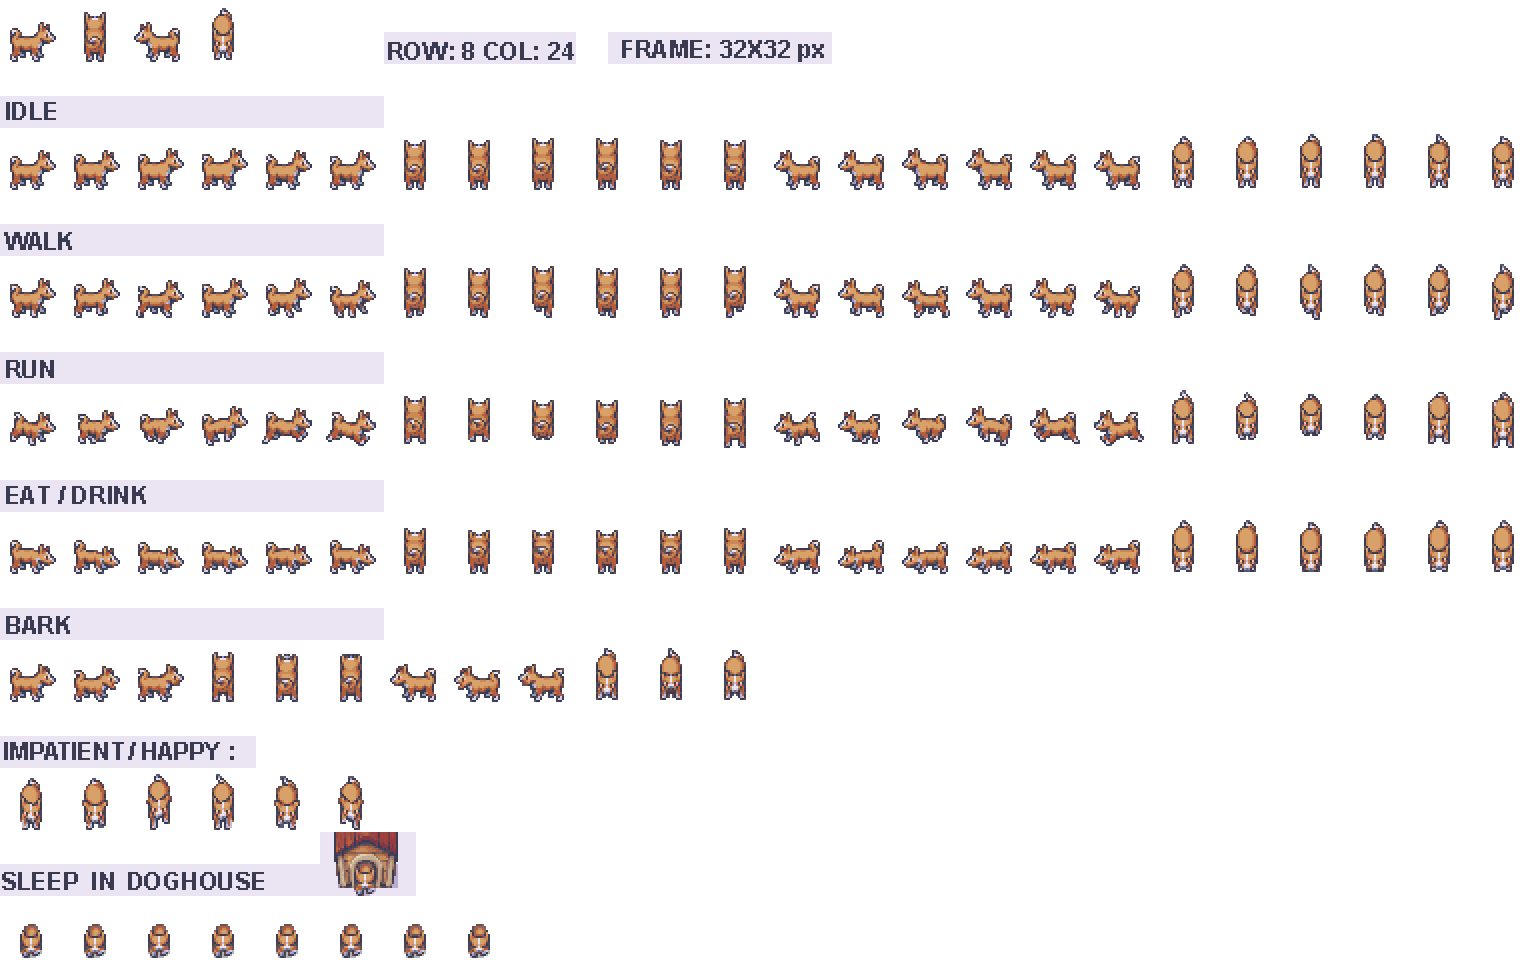 ROW: 8 COL: 24
FRAME: 32X32 px
IDLE
WALK
RUN
EAT / DRINK
BARK
IMPATIENT / HAPPY :
SLEEP IN DOGHOUSE